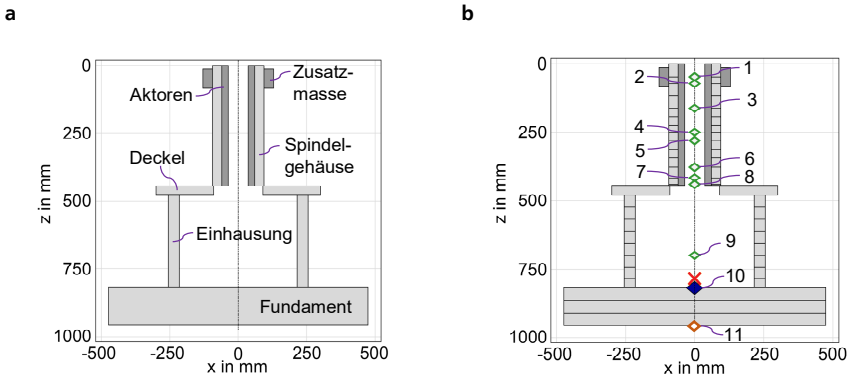 a
b
0
250
500
750
1000
z in mm
-500
-250
0
250
500
x in mm
Aktoren
Zusatz-
masse
Deckel
Spindel-
gehäuse
Einhausung
Fundament
0
250
500
750
1000
z in mm
-500
-250
0
250
500
x in mm
1
2
3
4
5
6
7
8
9
10
11